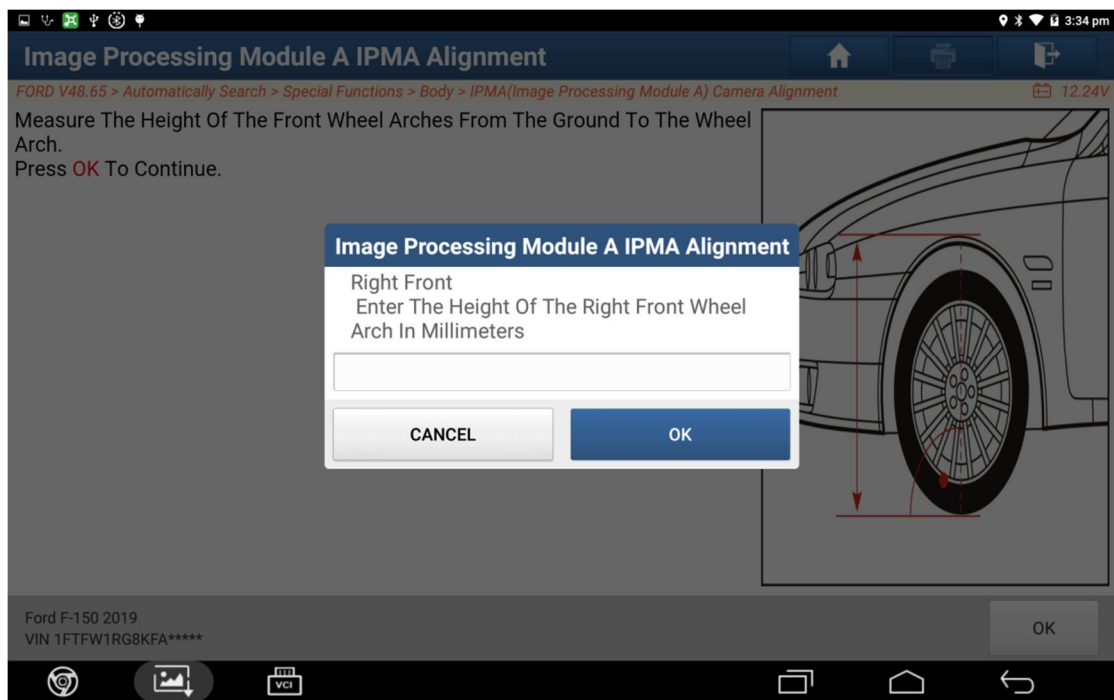 3:34 pm
Image Processing Module A IPMA Alignment
FORD V48.65 > Automatically Search > Special Functions > Body > IPMA(Image Processing Module A) Camera Alignment
12.24V
Measure The Height Of The Front Wheel Arches From The Ground To The Wheel
Arch.
Press OK To Continue.
Image Processing Module A IPMA Alignment
Right Front
Enter The Height Of The Right Front Wheel
Arch In Millimeters
CANCEL
OK
Ford F-150 2019
VIN 1FTFW1RG8KFA*****
OK
VCI